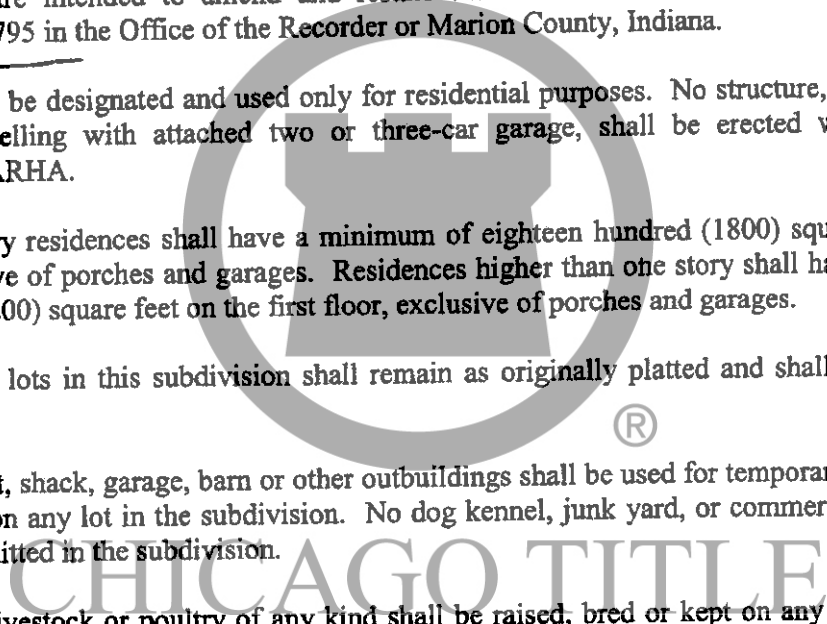 795 in the Office of the Recorder or Marion County, Indiana.
be designated and used only for residential purposes. No structure,
elling with attached two or three-car garage, shall be erected
ARHA.
y residences shall have a minimum of eighteen hundred (1800) squ
ve of porches and garages. Residences higher than one story shall ha
00) square feet on the first floor, exclusive of porches and garages.
lots in this subdivision shall remain as originally platted and shall
®
t, shack, garage, barn or other outbuildings shall be used for temporar
on any lot in the subdivision. No dog kennel, junk yard, or commer
itted in the subdivision.
CHICAGO TITLE
ivestock or poultry of any kind shall be raised, bred or kept on any